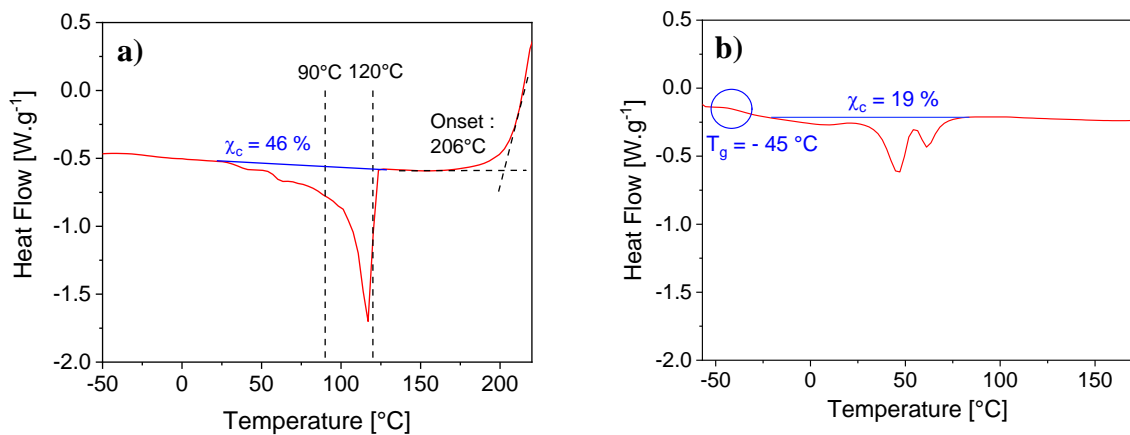 a)
90°C 120°C
χc = 46 %
Onset :
206°C
0.5
0.0
-0.5
-1.0
-1.5
-2.0
Heat Flow [W.g-1]
-50 0 50 100 150 200
Temperature [°C]
b)
χc = 19 %
Tg = - 45 °C
0.5
0.0
-0.5
-1.0
-1.5
-2.0
Heat Flow [W.g-1]
-50 0 50 100 150
Temperature [°C]